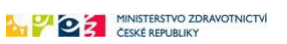 MINISTERSTVO ZDRAVOTNICTVÍ
ČESKÉ REPUBLIKY